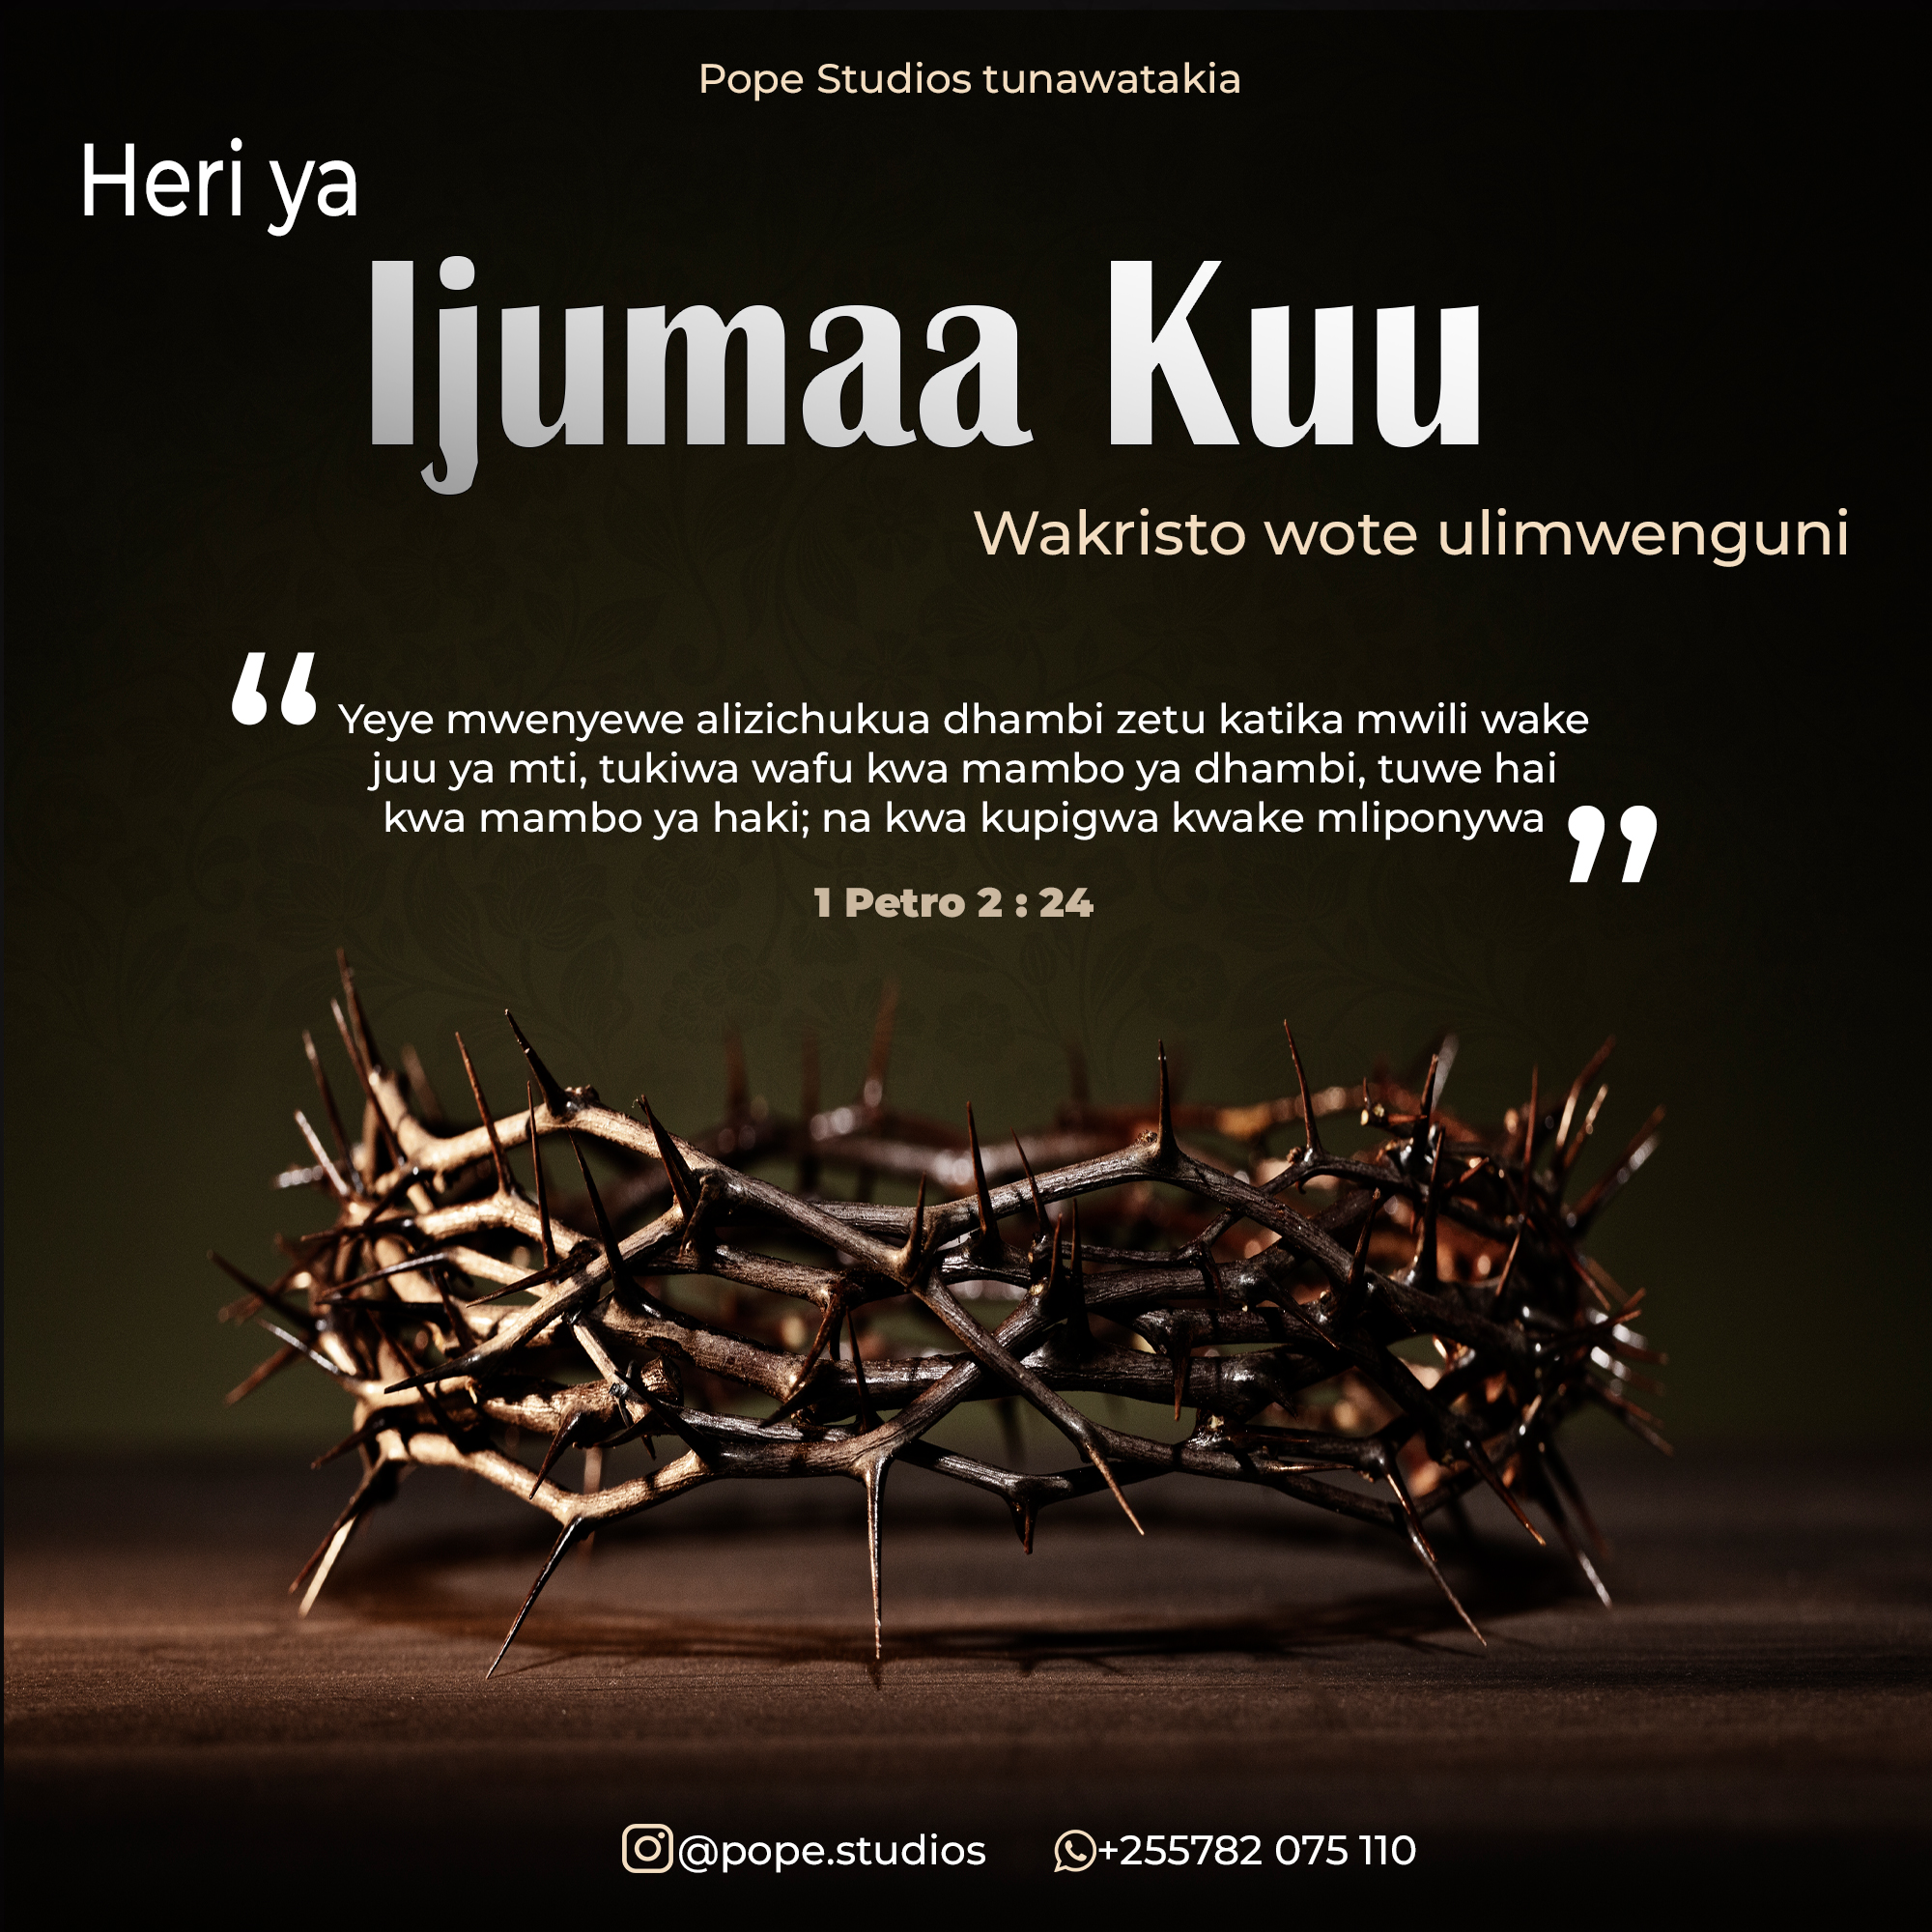 Pope Studios tunawatakia
Heri ya
Ijumaa Kuu
Wakristo wote ulimwenguni
“ Yeye mwenyewe alizichukua dhambi zetu katika mwili wake
juu ya mti, tukiwa wafu kwa mambo ya dhambi, tuwe hai
kwa mambo ya haki; na kwa kupigwa kwake mliponywa ”
1 Petro 2 : 24
@pope.studios +255782 075 110